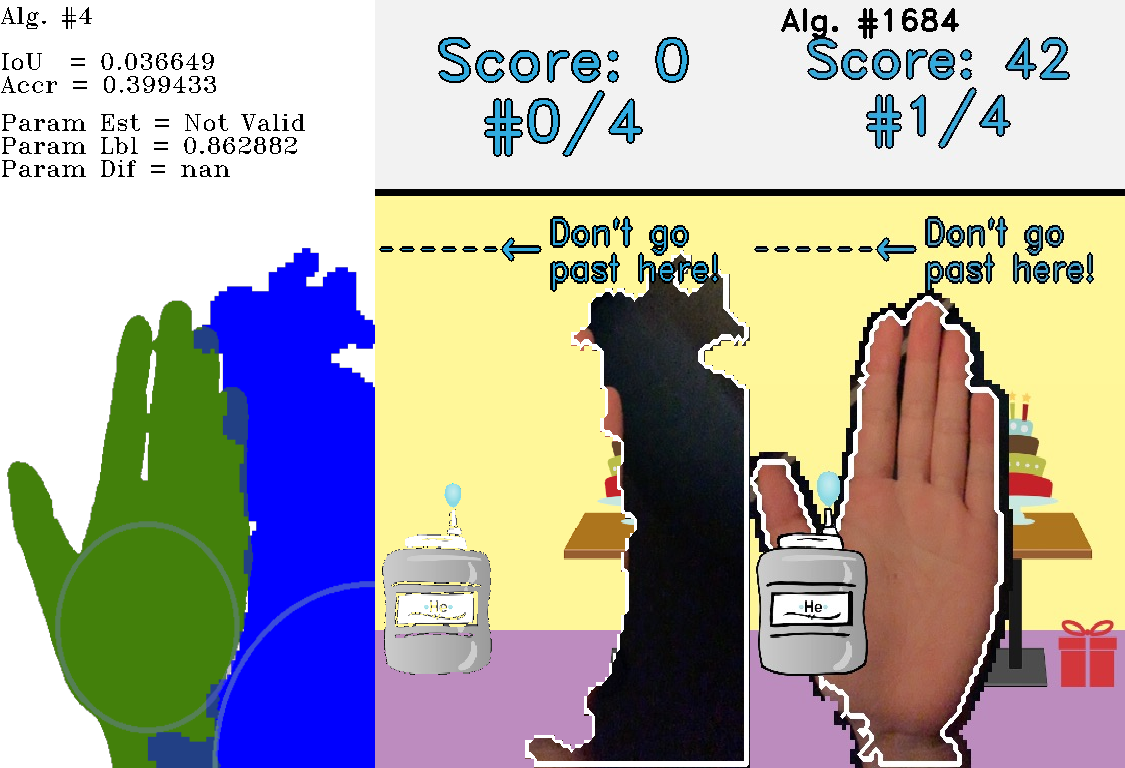 Alg. #4
IoU = 0.036649
Accr = 0.399433
Param Est = Not Valid
Param Lbl = 0.862882
Param Dif = nan
Score: 0
#0/4
Don't go
past here!
He
Alg. #1684
Score: 42
#1/4
Don't go
past here!
He